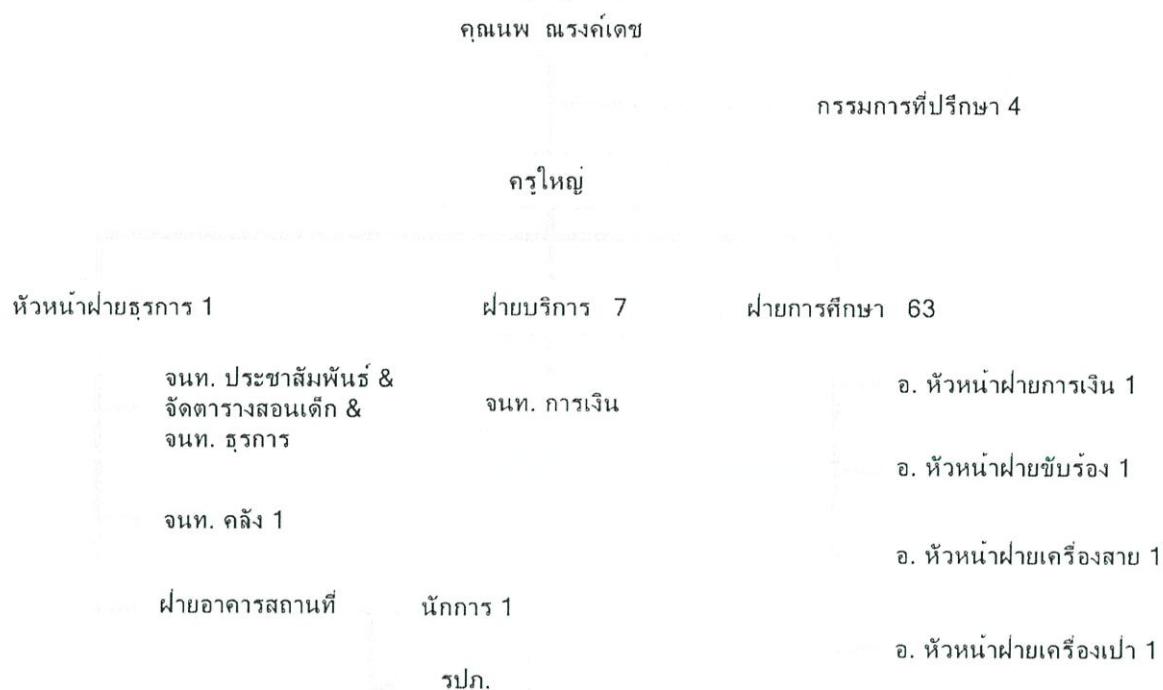 คุณนพ ณรงค์เดช
กรรมการที่ปรึกษา 4
ครูใหญ่
หัวหน้าฝ่ายธุรการ 1
ฝ่ายบริการ 7
ฝ่ายการศึกษา 63
จนท. ประชาสัมพันธ์ &
จัดตารางสอนเด็ก &
จนท. ธุรการ
จนท. การเงิน
อ. หัวหน้าฝ่ายการเงิน 1
อ. หัวหน้าฝ่ายขับร้อง 1
จนท. คลัง 1
อ. หัวหน้าฝ่ายเครื่องสาย 1
ฝ่ายอาคารสถานที่
นักการ 1
อ. หัวหน้าฝ่ายเครื่องเป่า 1
รปภ.